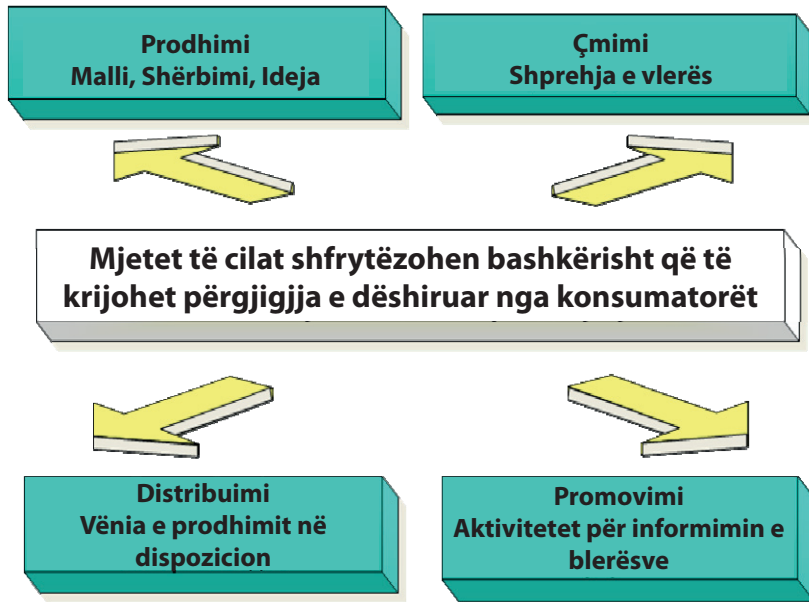 Prodhimi
Malli, Shërbimi, Ideja
Çmimi
Shprehja e vlerës
Mjetet të cilat shfrytëzohen bashkërisht që të
krijohet përgjigjja e dëshiruar nga konsumatorët
Distribuimi
Vënia e prodhimit në
dispozicion
Promovimi
Aktivitetet për informimin e
blerësve